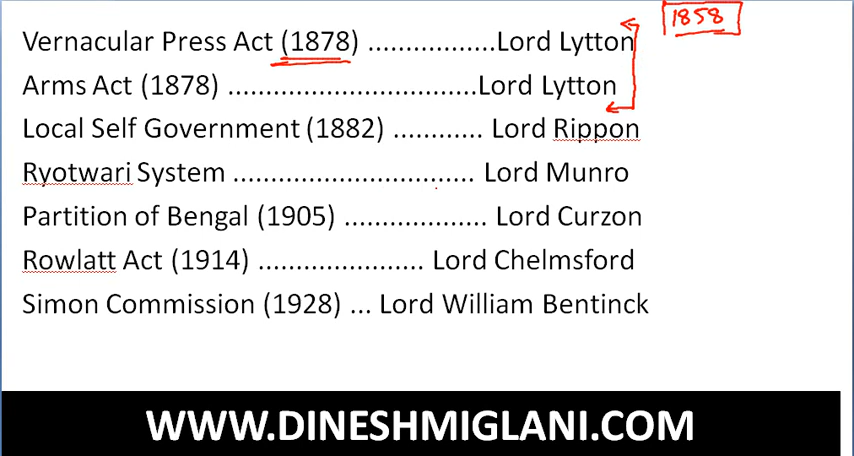 1858
Vernacular Press Act (1878) .................Lord Lytton
Arms Act (1878) .................................Lord Lytton
Local Self Government (1882) ............ Lord Rippon
Ryotwari System ................................ Lord Munro
Partition of Bengal (1905) ................... Lord Curzon
Rowlatt Act (1914) ...................... Lord Chelmsford
Simon Commission (1928) ... Lord William Bentinck
WWW.DINESHMIGLANI.COM